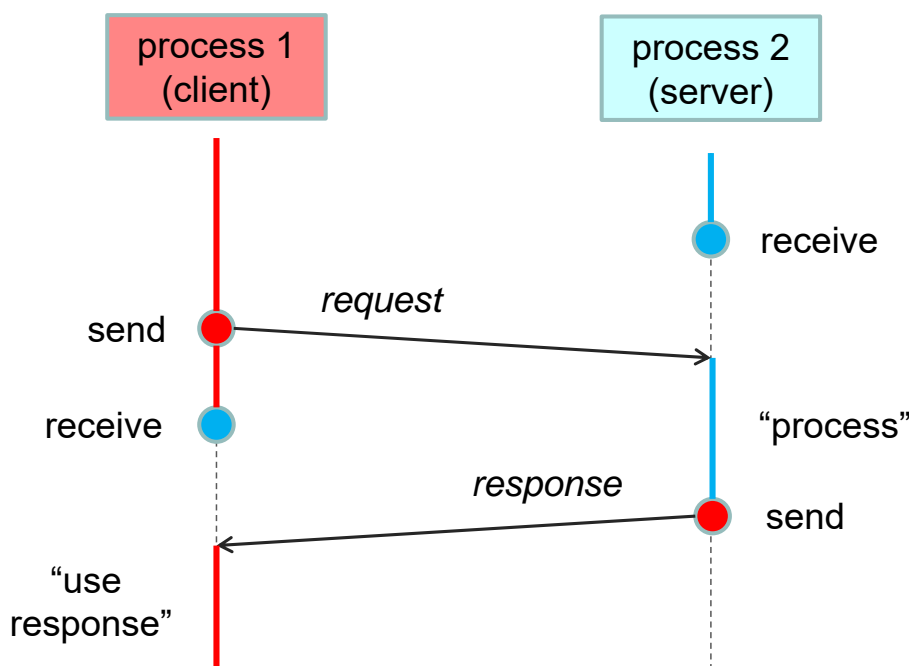 process 1
(client)
process 2
(server)
receive
request
send
receive
“process”
response
send
“use
response”